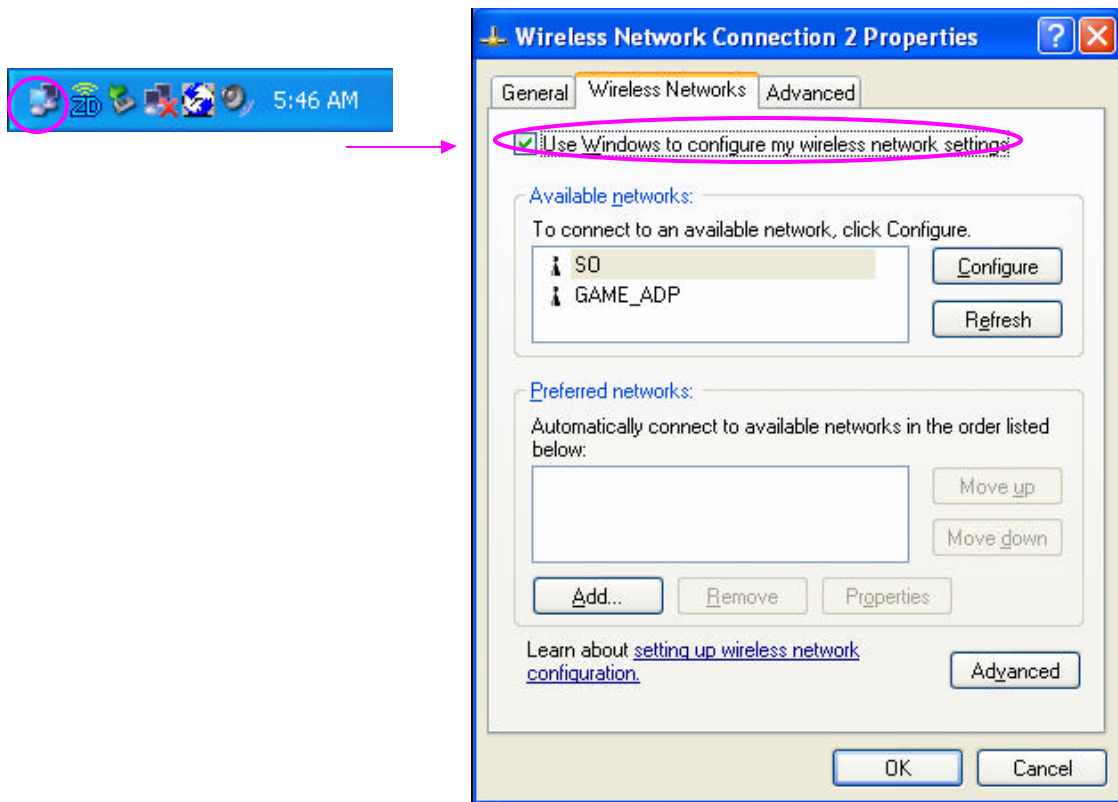 ZD 5:46 AM
Wireless Network Connection 2 Properties
General Wireless Networks Advanced
Use Windows to configure my wireless network settings
Available networks:
To connect to an available network, click Configure.
SO
GAME_ADP
Configure
Refresh
Preferred networks:
Automatically connect to available networks in the order listed
below:
Move up
Move down
Add... Remove Properties
Learn about setting up wireless network
configuration.
Advanced
OK Cancel